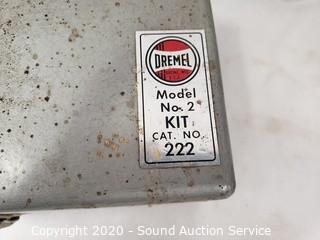 DREMEL
Model
No. 2
KIT
CAT. NO.
222
Copyright ©2020 - Sound Auction Service